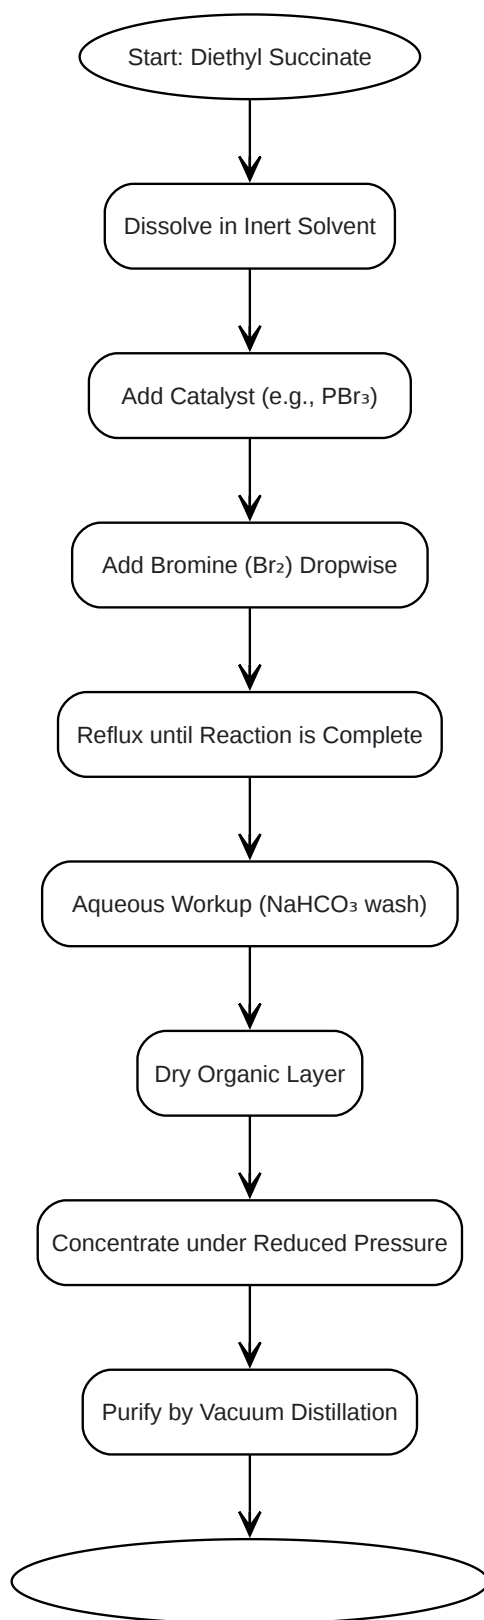 Start: Diethyl Succinate
Dissolve in Inert Solvent
Add Catalyst (e.g., PBr₃)
Add Bromine (Br₂) Dropwise
Reflux until Reaction is Complete
Aqueous Workup (NaHCO₃ wash)
Dry Organic Layer
Concentrate under Reduced Pressure
Purify by Vacuum Distillation